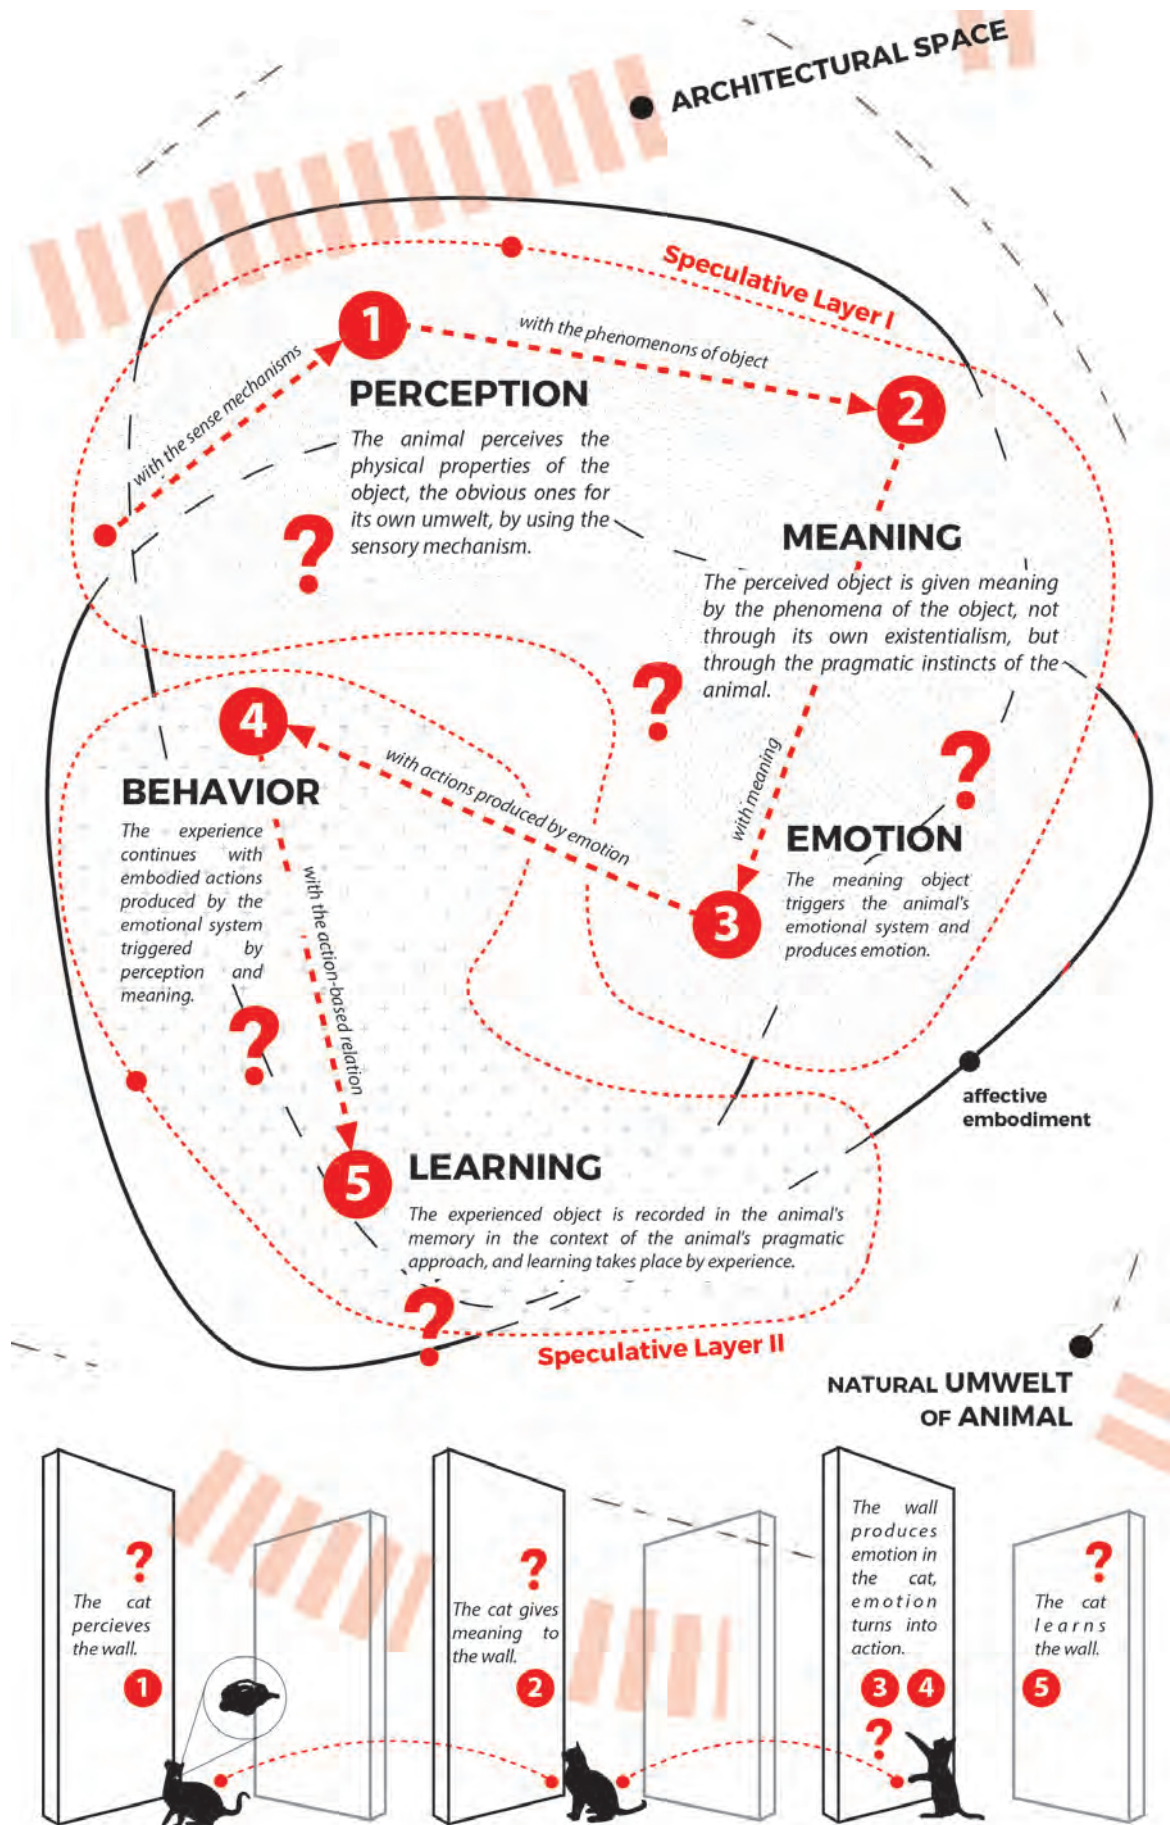 ARCHITECTURAL SPACE
Speculative Layer I
1
with the phenomenons of object
with the sense mechanisms
2
PERCEPTION
The animal perceives the
physical properties of the
object, the obvious ones for
its own umwelt, by using the
sensory mechanism.
?
MEANING
The perceived object is given meaning
by the phenomena of the object, not
through its own existentialism, but
through the pragmatic instincts of the
animal.
?
?
4
with actions produced by emotion
with meaning
BEHAVIOR
The experience
continues with
embodied actions
produced by the
emotional system
triggered by
perception and
meaning.
?
with the action-based relation
EMOTION
The meaning object
triggers the animal's
emotional system and
produces emotion.
3
affective
embodiment
5
LEARNING
The experienced object is recorded in the animal's
memory in the context of the animal's pragmatic
approach, and learning takes place by experience.
?
Speculative Layer II
NATURAL UMWELT
OF ANIMAL
?
The cat
percieves
the wall.
1
?
The cat gives
meaning to
the wall.
2
The wall
produces
emotion in
the cat,
emotion
turns into
action.
3 4
?
?
The cat
learns
the wall.
5